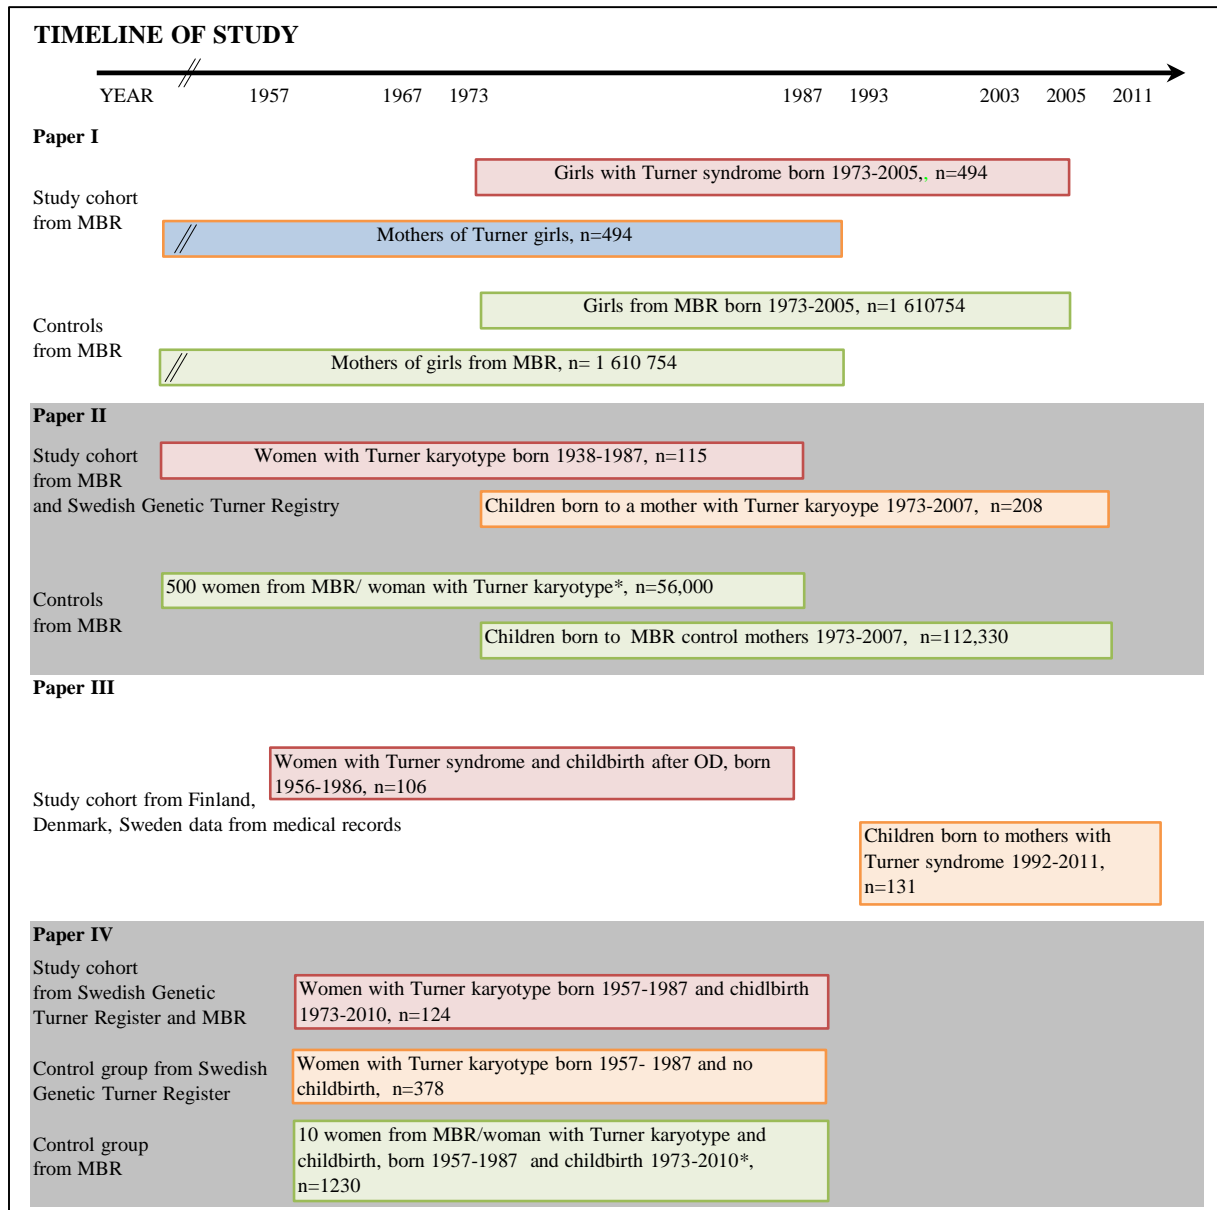 TIMELINE OF STUDY
YEAR 1957 1967 1973 1987 1993 2003 2005 2011
Paper I
Study cohort
from MBR
Girls with Turner syndrome born 1973-2005,, n=494
Mothers of Turner girls, n=494
Controls
from MBR
Girls from MBR born 1973-2005, n=1 610754
Mothers of girls from MBR, n= 1 610 754
Paper II
Study cohort
from MBR
and Swedish Genetic Turner Registry
Women with Turner karyotype born 1938-1987, n=115
Children born to a mother with Turner karyoype 1973-2007, n=208
Controls
from MBR
500 women from MBR/ woman with Turner karyotype*, n=56,000
Children born to MBR control mothers 1973-2007, n=112,330
Paper III
Study cohort from Finland,
Denmark, Sweden data from medical records
Women with Turner syndrome and childbirth after OD, born
1956-1986, n=106
Children born to mothers with
Turner syndrome 1992-2011,
n=131
Paper IV
Study cohort
from Swedish Genetic
Turner Register and MBR
Women with Turner karyotype born 1957-1987 and chidlbirth
1973-2010, n=124
Control group from Swedish
Genetic Turner Register
Women with Turner karyotype born 1957- 1987 and no
childbirth, n=378
Control group
from MBR
10 women from MBR/woman with Turner karyotype and
childbirth, born 1957-1987 and childbirth 1973-2010*,
n=1230